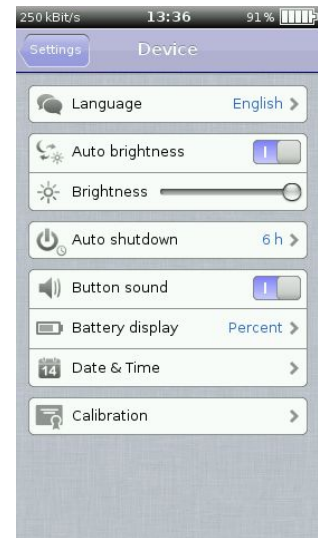 250 kBit/s 13:36 91%
Settings Device
Language English
Auto brightness
Brightness
Auto shutdown 6 h
Button sound
Battery display Percent
14 Date & Time
Calibration